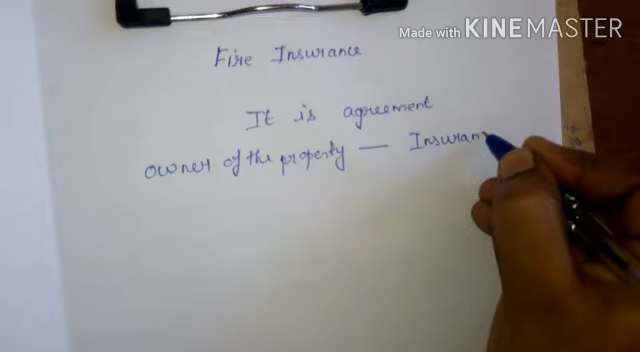 Made with KINEMASTER
Fire Insurance
It is agreement
owner of the property — Insuran